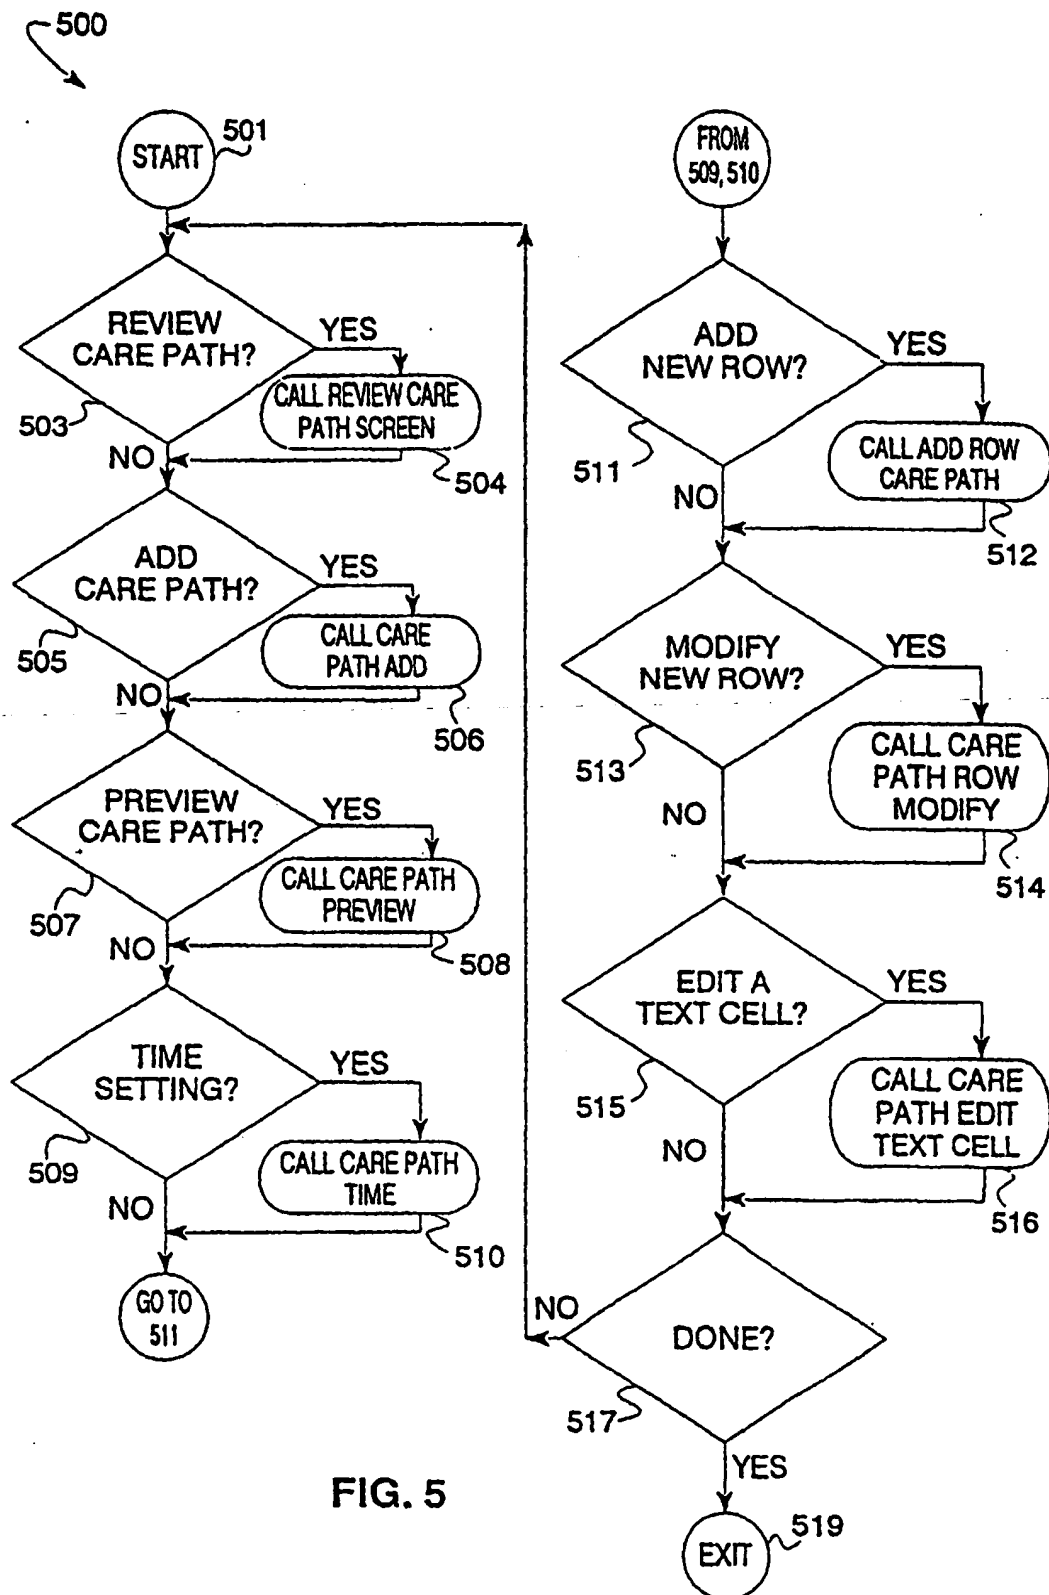 500
START
501
REVIEW
CARE PATH?
YES
503
CALL REVIEW CARE
PATH SCREEN
NO
504
ADD
CARE PATH?
YES
505
CALL CARE
PATH ADD
NO
506
PREVIEW
CARE PATH?
YES
507
CALL CARE PATH
PREVIEW
NO
508
TIME
SETTING?
YES
509
CALL CARE PATH
TIME
NO
510
GO TO
511
FROM
509, 510
ADD
NEW ROW?
YES
511
CALL ADD ROW
CARE PATH
NO
512
MODIFY
NEW ROW?
YES
513
CALL CARE
PATH ROW
MODIFY
NO
514
EDIT A
TEXT CELL?
YES
515
CALL CARE
PATH EDIT
TEXT CELL
NO
516
DONE?
NO
517
YES
EXIT
519
FIG. 5